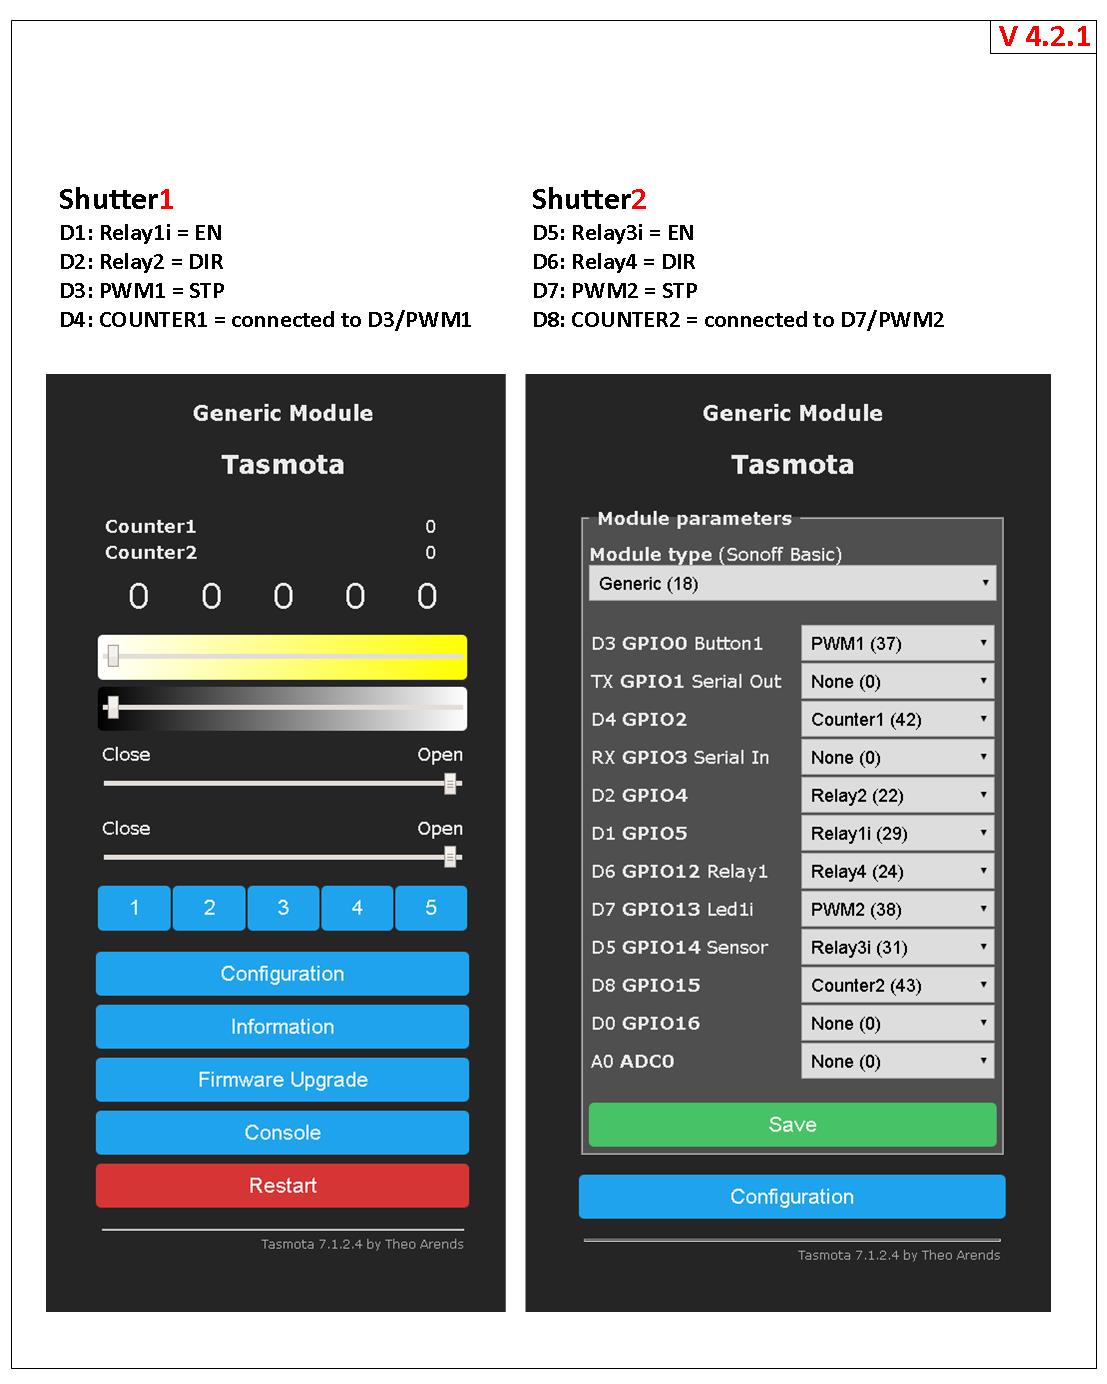 V 4.2.1
Shutter1
D1: Relay1i = EN
D2: Relay2 = DIR
D3: PWM1 = STP
D4: COUNTER1 = connected to D3/PWM1
Shutter2
D5: Relay3i = EN
D6: Relay4 = DIR
D7: PWM2 = STP
D8: COUNTER2 = connected to D7/PWM2
Generic Module
Tasmota
Counter1 0
Counter2 0
0 0 0 0 0
Close Open
Close Open
1 2 3 4 5
Configuration
Information
Firmware Upgrade
Console
Restart
Tasmota 7.1.2.4 by Theo Arends
Generic Module
Tasmota
Module parameters
Module type (Sonoff Basic)
Generic (18)
D3 GPIO0 Button1 PWM1 (37)
TX GPIO1 Serial Out None (0)
D4 GPIO2 Counter1 (42)
RX GPIO3 Serial In None (0)
D2 GPIO4 Relay2 (22)
D1 GPIO5 Relay1i (29)
D6 GPIO12 Relay1 Relay4 (24)
D7 GPIO13 Led1i PWM2 (38)
D5 GPIO14 Sensor Relay3i (31)
D8 GPIO15 Counter2 (43)
D0 GPIO16 None (0)
A0 ADC0 None (0)
Save
Configuration
Tasmota 7.1.2.4 by Theo Arends